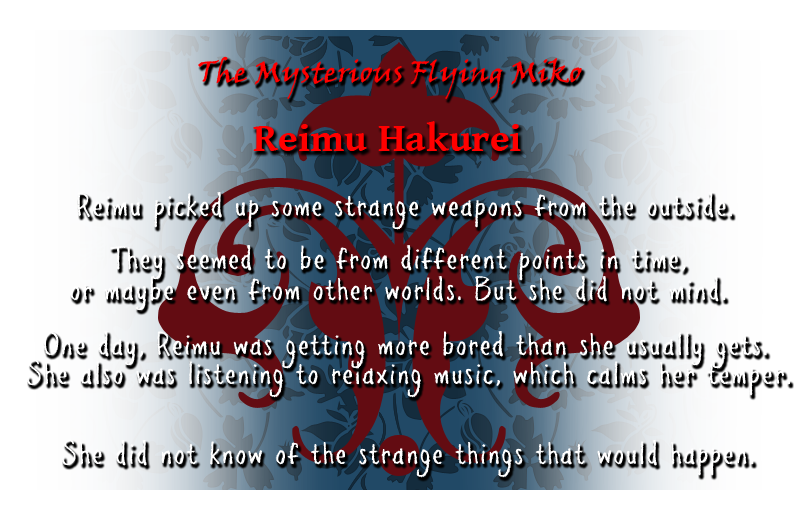 The Mysterious Flying Miko
Reimu Hakurei
Reimu picked up some strange weapons from the outside.
They seemed to be from different points in time,
or maybe even from other worlds. But she did not mind.
One day, Reimu was getting more bored than she usually gets.
She also was listening to relaxing music, which calms her temper.
She did not know of the strange things that would happen.